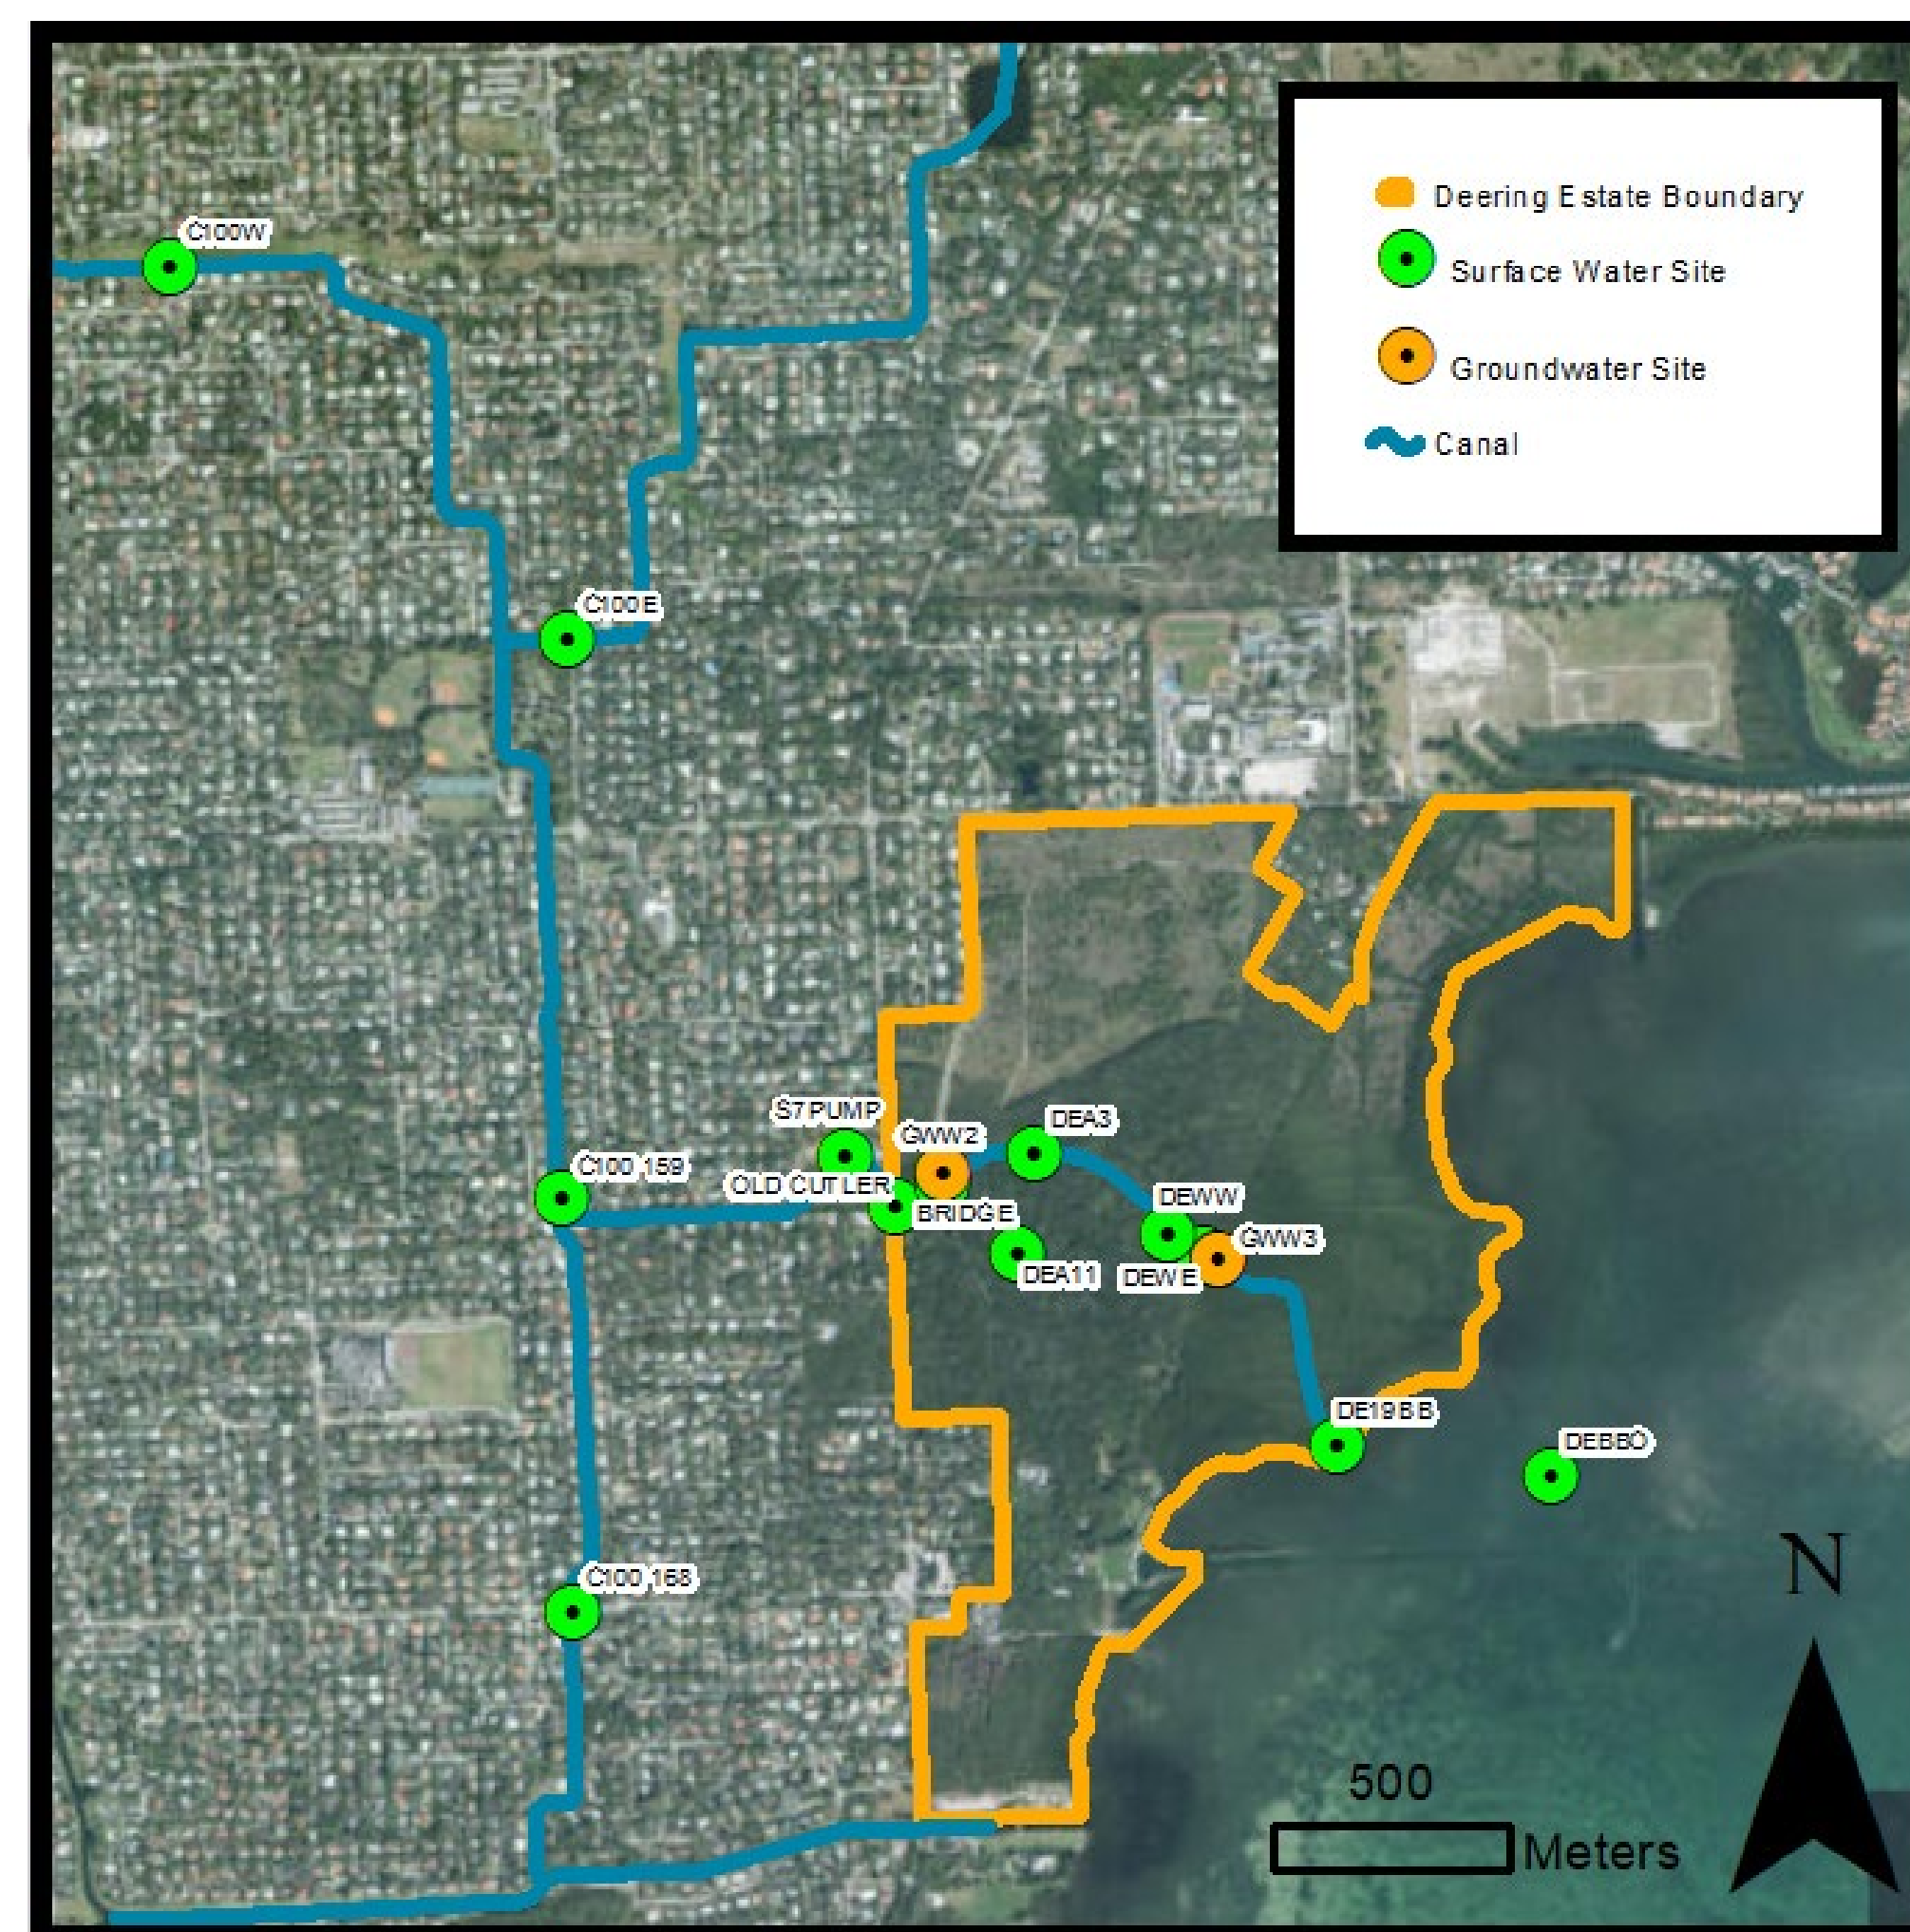 C100W
Deering Estate Boundary
Surface Water Site
Groundwater Site
Canal
C100E
S7PUMP
DEA3
GWW2
C100 159
OLD CUTLER
BRIDGE
DEWW
GWW3
DEA11
DEWE
DE19BB
DEBBO
N
C100 168
500
Meters